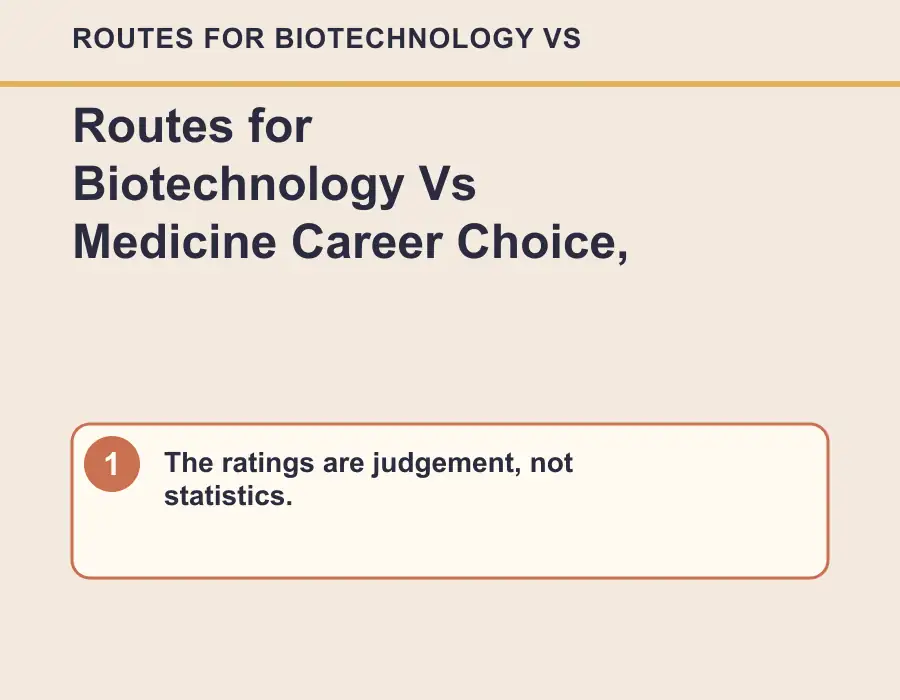 ROUTES FOR BIOTECHNOLOGY VS
Routes for
Biotechnology Vs
Medicine Career Choice,
1
The ratings are judgement, not
statistics.